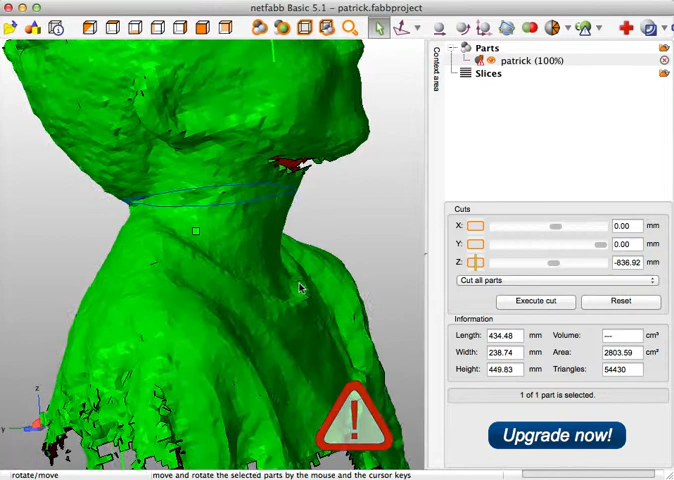 netfabb Basic 5.1 - patrick.fabbproject
Context area
Parts
patrick (100%)
Slices
Cuts
X: 0.00 mm
Y: 0.00 mm
Z: -836.92 mm
Cut all parts
Execute cut Reset
Information
Length: 434.48 mm Volume: --- cm³
Width: 238.74 mm Area: 2803.59 cm²
Height: 449.83 mm Triangles: 54430
1 of 1 part is selected.
Upgrade now!
z
y
!
rotate/move move and rotate the selected parts by the mouse and the cursor keys